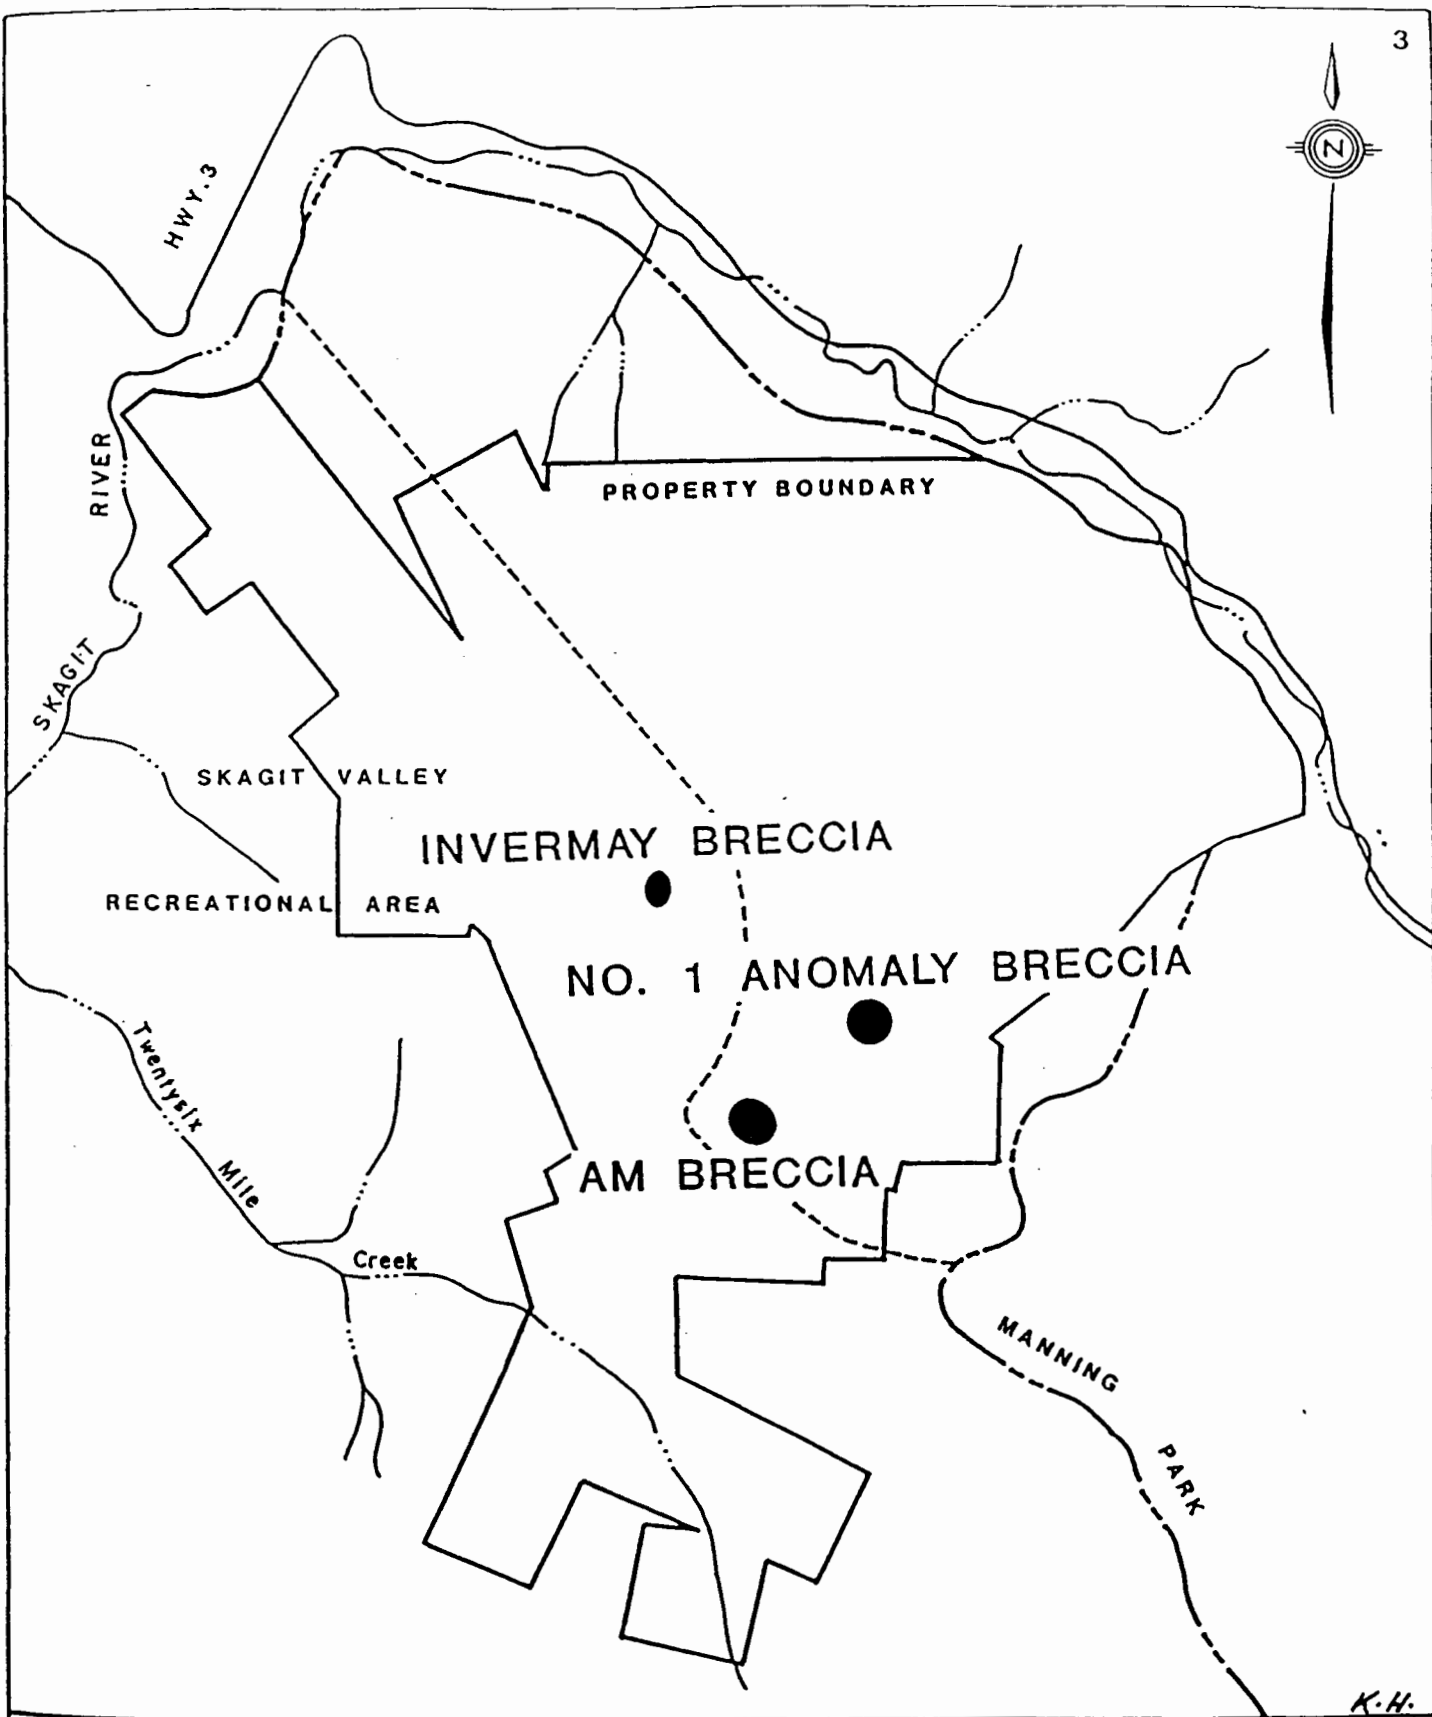 3
N
HWY. 3
RIVER
PROPERTY BOUNDARY
SKAGIT
SKAGIT VALLEY
INVERMAY BRECCIA
RECREATIONAL AREA
NO. 1 ANOMALY BRECCIA
Twentysix
Mile
Creek
AM BRECCIA
MANNING
PARK
K.H.